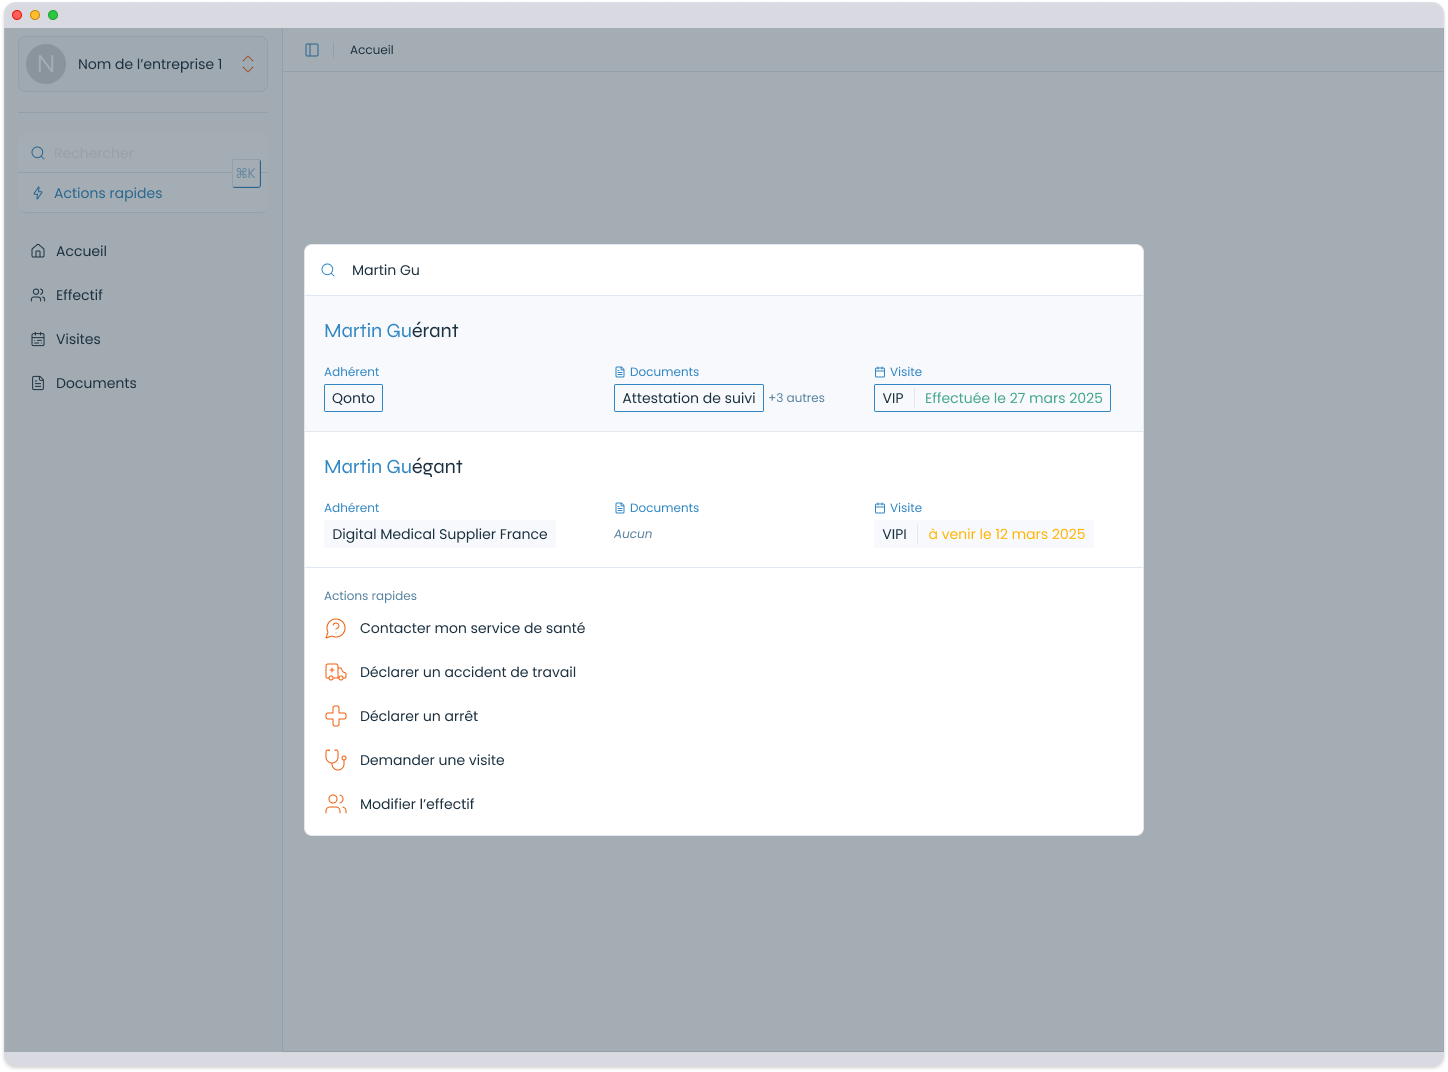 N Nom de l'entreprise 1
Accueil
Rechercher
⌘K
Actions rapides
Accueil
Effectif
Visites
Documents
Martin Gu
Martin Guérant
Adhérent Documents Visite
Qonto Attestation de suivi +3 autres VIP Effectuée le 27 mars 2025
Martin Guégant
Adhérent Documents Visite
Digital Medical Supplier France Aucun VIPI à venir le 12 mars 2025
Actions rapides
Contacter mon service de santé
Déclarer un accident de travail
Déclarer un arrêt
Demander une visite
Modifier l'effectif